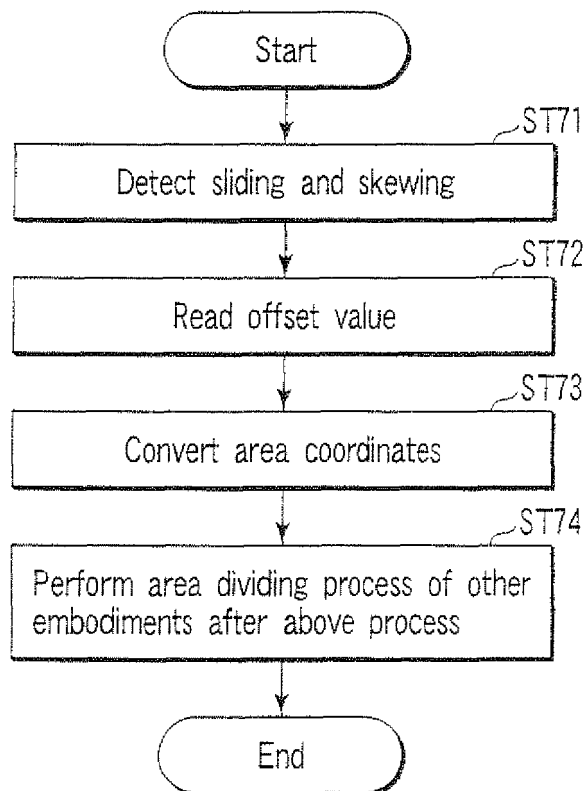 Start
ST71
Detect sliding and skewing
ST72
Read offset value
ST73
Convert area coordinates
ST74
Perform area dividing process of other
embodiments after above process
End